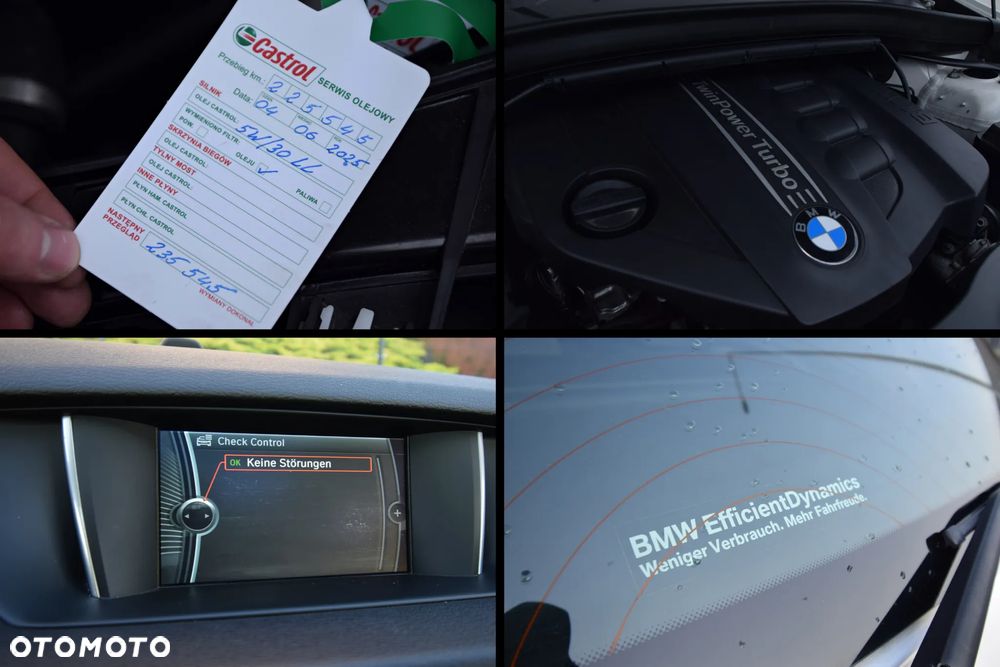 Castrol
SERWIS OLEJOWY
Przebieg km.: 225545
Data: 04 06 2025
SILNIK
OLEJ CASTROL: 5W/30 LL
WYMIENIONO FILTR: OLEJU PALIWA
POW
SKRZYNIA BIEGÓW
OLEJ CASTROL:
TYLNY MOST
OLEJ CASTROL:
INNE PŁYNY
PŁYN HAM. CASTROL
PŁYN CHŁ. CASTROL
NASTĘPNY
PRZEGLĄD 235 545
WYMIANY DOKONAŁ
TwinPower Turbo
BMW
Check Control
OK Keine Störungen
BMW EfficientDynamics
Weniger Verbrauch. Mehr Fahrfreude.
OTOMOTO